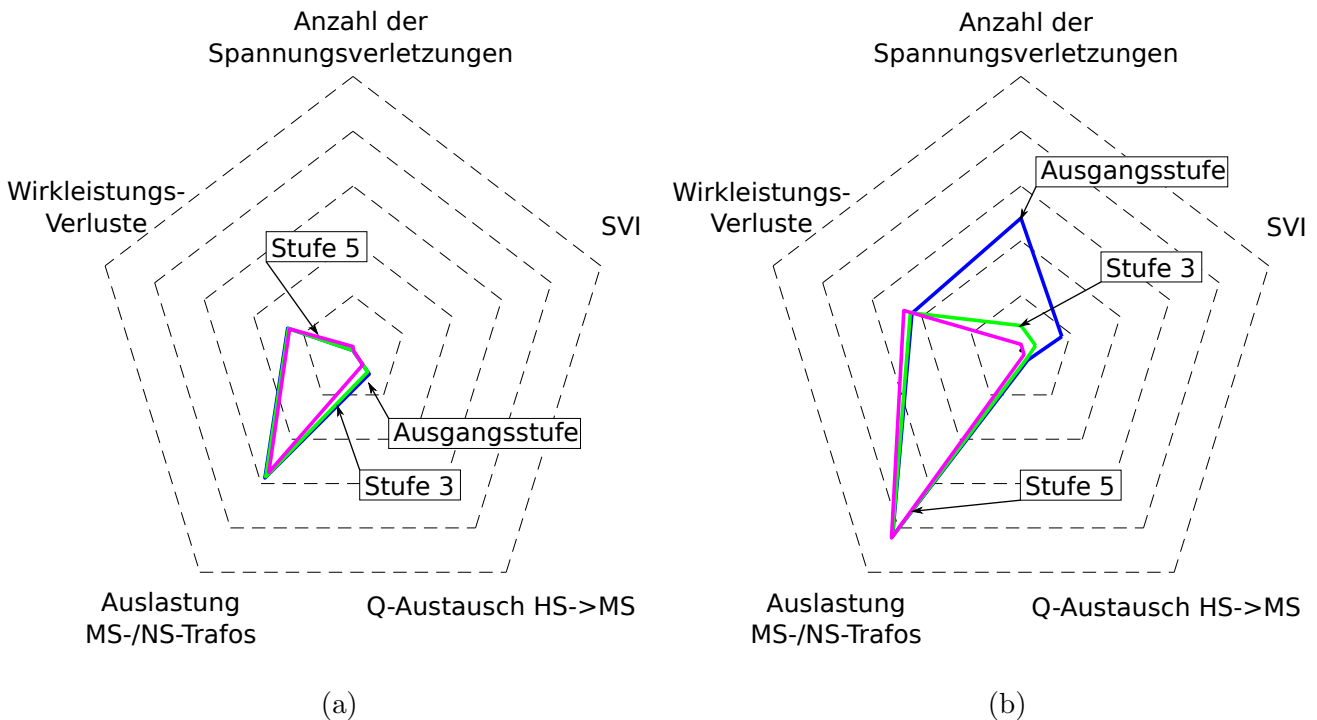 Anzahl der
Spannungsverletzungen
Wirkleistungs-
Verluste
SVI
Stufe 5
Ausgangsstufe
Stufe 3
Auslastung
MS-/NS-Trafos
Q-Austausch HS->MS
(a)
Anzahl der
Spannungsverletzungen
Ausgangsstufe
Wirkleistungs-
Verluste
SVI
Stufe 3
Stufe 5
Auslastung
MS-/NS-Trafos
Q-Austausch HS->MS
(b)